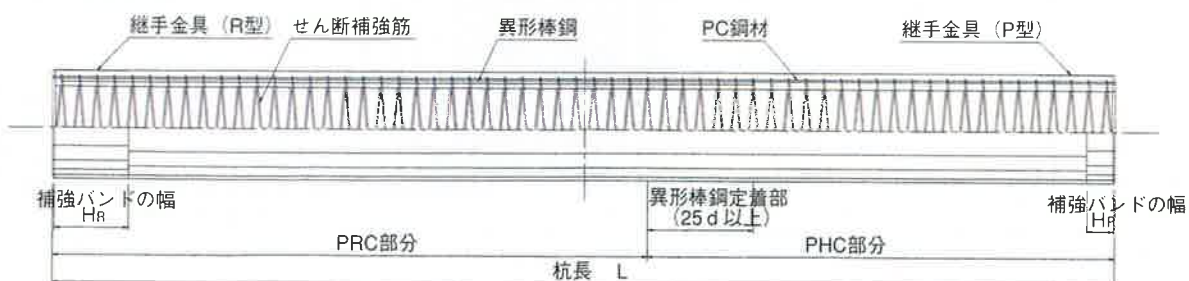 継手金具（R型）
せん断補強筋
異形棒鋼
PC鋼材
継手金具（P型）
補強バンドの幅
HR
異形棒鋼定着部
（25d以上）
補強バンドの幅
HP
PRC部分
PHC部分
杭長　L